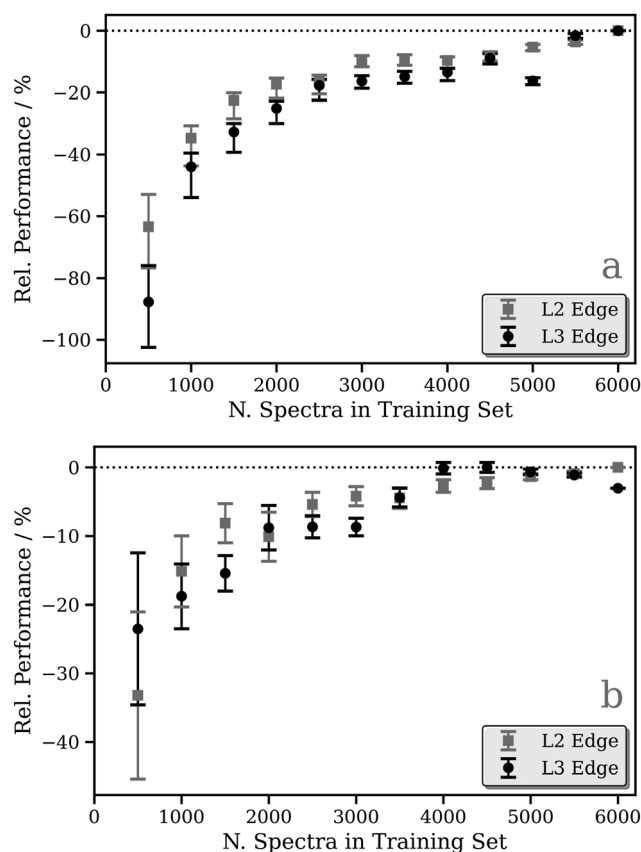 0
−20
−40
−60
−80
−100
Rel. Performance / %
a
L2 Edge
L3 Edge
0 1000 2000 3000 4000 5000 6000
N. Spectra in Training Set
0
−10
−20
−30
−40
Rel. Performance / %
b
L2 Edge
L3 Edge
0 1000 2000 3000 4000 5000 6000
N. Spectra in Training Set